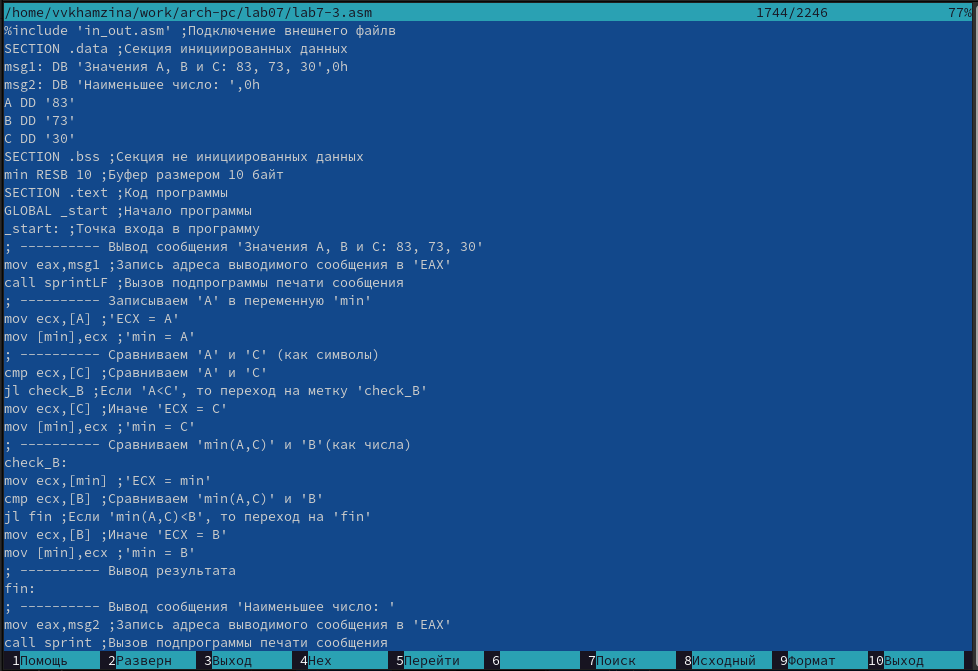 /home/vvkhamzina/work/arch-pc/lab07/lab7-3.asm 1744/2246 77%
%include 'in_out.asm' ;Подключение внешнего файлв
SECTION .data ;Секция инициированных данных
msg1: DB 'Значения А, В и С: 83, 73, 30',0h
msg2: DB 'Наименьшее число: ',0h
A DD '83'
B DD '73'
C DD '30'
SECTION .bss ;Секция не инициированных данных
min RESB 10 ;Буфер размером 10 байт
SECTION .text ;Код программы
GLOBAL _start ;Начало программы
_start: ;Точка входа в программу
; ---------- ВЫвод сообщения 'Значения А, В и С: 83, 73, 30'
mov eax,msg1 ;Запись адреса выводимого сообщения в 'EAX'
call sprintLF ;Вызов подпрограммы печати сообщения
; ---------- Записываем 'A' в переменную 'min'
mov ecx,[A] ;'ECX = A'
mov [min],ecx ;'min = A'
; ---------- Сравниваем 'A' и 'C' (как символы)
cmp ecx,[C] ;Сравниваем 'A' и 'C'
jl check_B ;Если 'A<C', то переход на метку 'check_B'
mov ecx,[C] ;Иначе 'ECX = C'
mov [min],ecx ;'min = C'
; ---------- Сравниваем 'min(A,C)' и 'B'(как числа)
check_B:
mov ecx,[min] ;'ECX = min'
cmp ecx,[B] ;Сравниваем 'min(A,C)' и 'B'
jl fin ;Если 'min(A,C)<B', то переход на 'fin'
mov ecx,[B] ;Иначе 'ECX = B'
mov [min],ecx ;'min = B'
; ---------- Вывод результата
fin:
; ---------- Вывод сообщения 'Наименьшее число: '
mov eax,msg2 ;Запись адреса выводимого сообщения в 'EAX'
call sprint ;Вызов подпрограммы печати сообщения
1Помощь 2Разверн 3Выход 4Hex 5Перейти 6 7Поиск 8Исходный 9Формат 10Выход